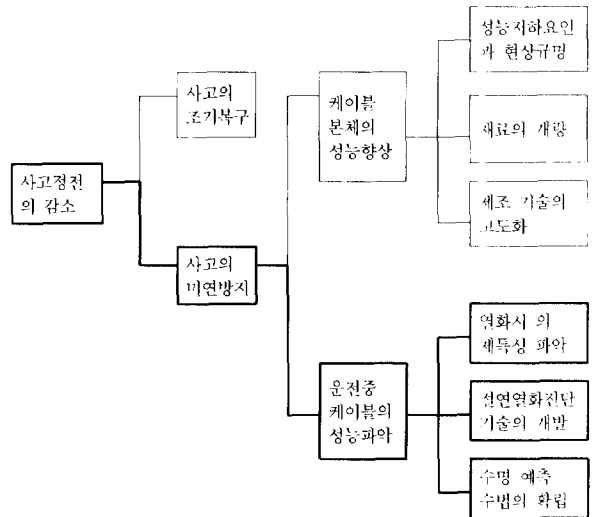 성능저하요인
과 현상규명
사고의
조기복구
케이블
본체의
성능향상
재료의 개량
사고정전
의 감소
제조 기술의
고도화
사고의
미연방지
열화시 의
제특성 파악
운전중
케이블의
성능파악
절연열화진단
기술의 개발
수명 예측
수법의 확립